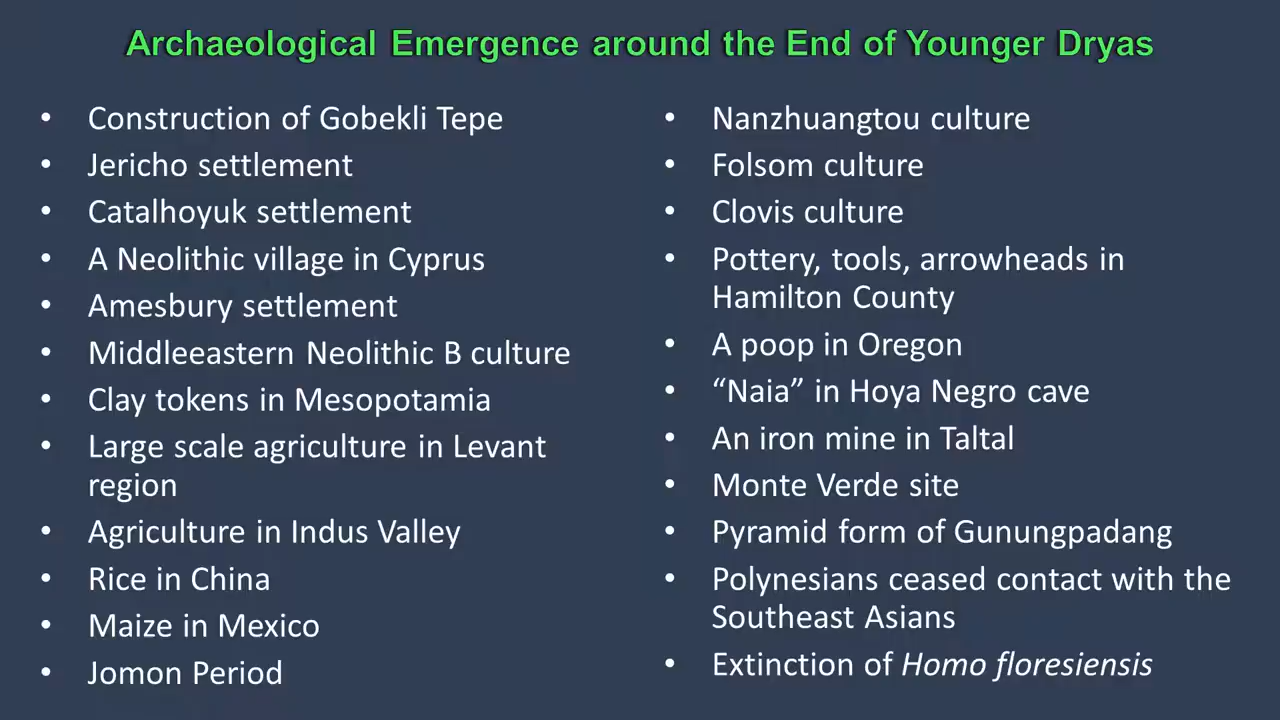 Archaeological Emergence around the End of Younger Dryas
• Construction of Gobekli Tepe
• Jericho settlement
• Catalhoyuk settlement
• A Neolithic village in Cyprus
• Amesbury settlement
• Middleeastern Neolithic B culture
• Clay tokens in Mesopotamia
• Large scale agriculture in Levant
region
• Agriculture in Indus Valley
• Rice in China
• Maize in Mexico
• Jomon Period
• Nanzhuangtou culture
• Folsom culture
• Clovis culture
• Pottery, tools, arrowheads in
Hamilton County
• A poop in Oregon
• “Naia” in Hoya Negro cave
• An iron mine in Taltal
• Monte Verde site
• Pyramid form of Gunungpadang
• Polynesians ceased contact with the
Southeast Asians
• Extinction of Homo floresiensis